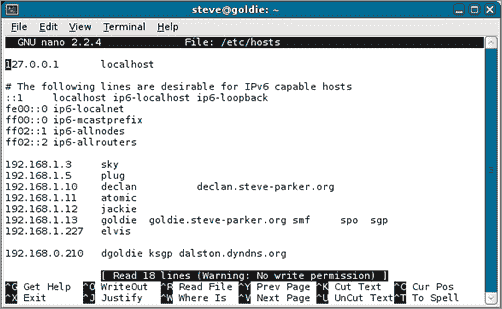 steve@goldie: ~
File Edit View Terminal Help
GNU nano 2.2.4 File: /etc/hosts
127.0.0.1 localhost
# The following lines are desirable for IPv6 capable hosts
::1 localhost ip6-localhost ip6-loopback
fe00::0 ip6-localnet
ff00::0 ip6-mcastprefix
ff02::1 ip6-allnodes
ff02::2 ip6-allrouters
192.168.1.3 sky
192.168.1.5 plug
192.168.1.10 declan declan.steve-parker.org
192.168.1.11 atomic
192.168.1.12 jackie
192.168.1.13 goldie goldie.steve-parker.org smf spo sgp
192.168.1.227 elvis
192.168.0.210 dgoldie ksgp dalston.dyndns.org
[ Read 18 lines (Warning: No write permission) ]
^G Get Help ^O WriteOut ^R Read File ^Y Prev Page ^K Cut Text ^C Cur Pos
^X Exit ^J Justify ^W Where Is ^V Next Page ^U UnCut Text ^T To Spell